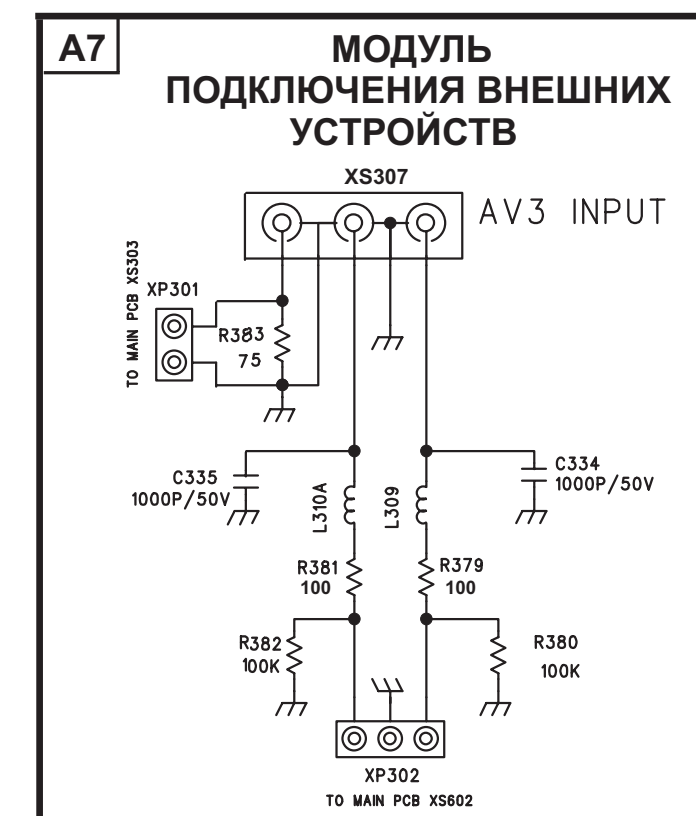 A7
МОДУЛЬ
ПОДКЛЮЧЕНИЯ ВНЕШНИХ
УСТРОЙСТВ
XS307
AV3 INPUT
TO MAIN PCB XS303
XP301
R383
75
C335
1000P/50V
L310A
L309
C334
1000P/50V
R381
100
R379
100
R382
100K
R380
100K
XP302
TO MAIN PCB XS602